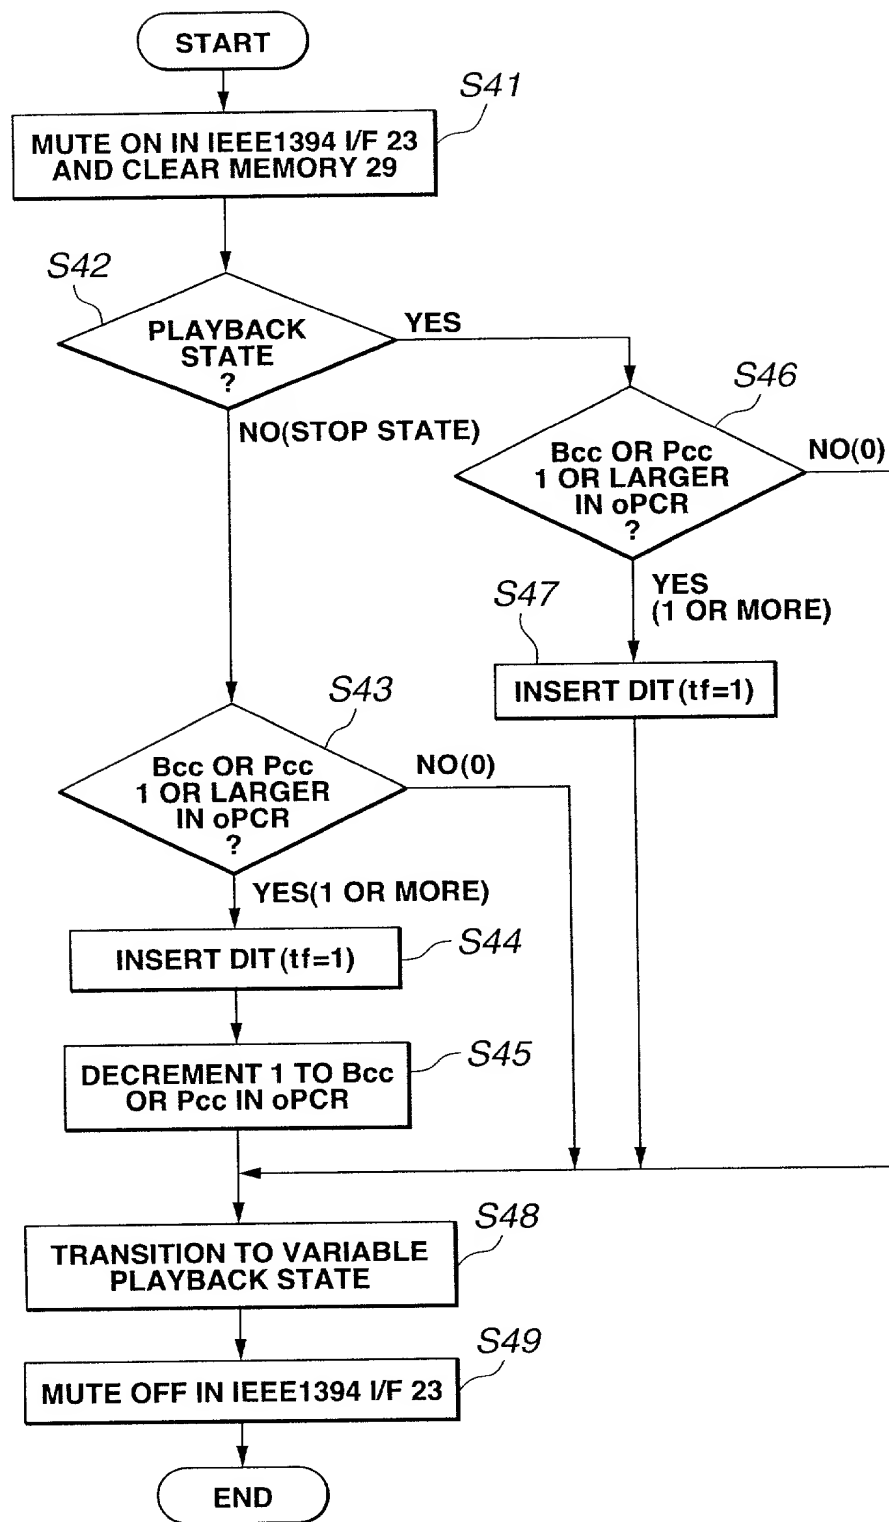 START
S41
MUTE ON IN IEEE1394 I/F 23
AND CLEAR MEMORY 29
S42
PLAYBACK
STATE
?
YES
NO(STOP STATE)
S46
Bcc OR Pcc
1 OR LARGER
IN oPCR
?
NO(0)
YES
(1 OR MORE)
S47
INSERT DIT(tf=1)
S43
Bcc OR Pcc
1 OR LARGER
IN oPCR
?
NO(0)
YES(1 OR MORE)
S44
INSERT DIT(tf=1)
S45
DECREMENT 1 TO Bcc
OR Pcc IN oPCR
S48
TRANSITION TO VARIABLE
PLAYBACK STATE
S49
MUTE OFF IN IEEE1394 I/F 23
END